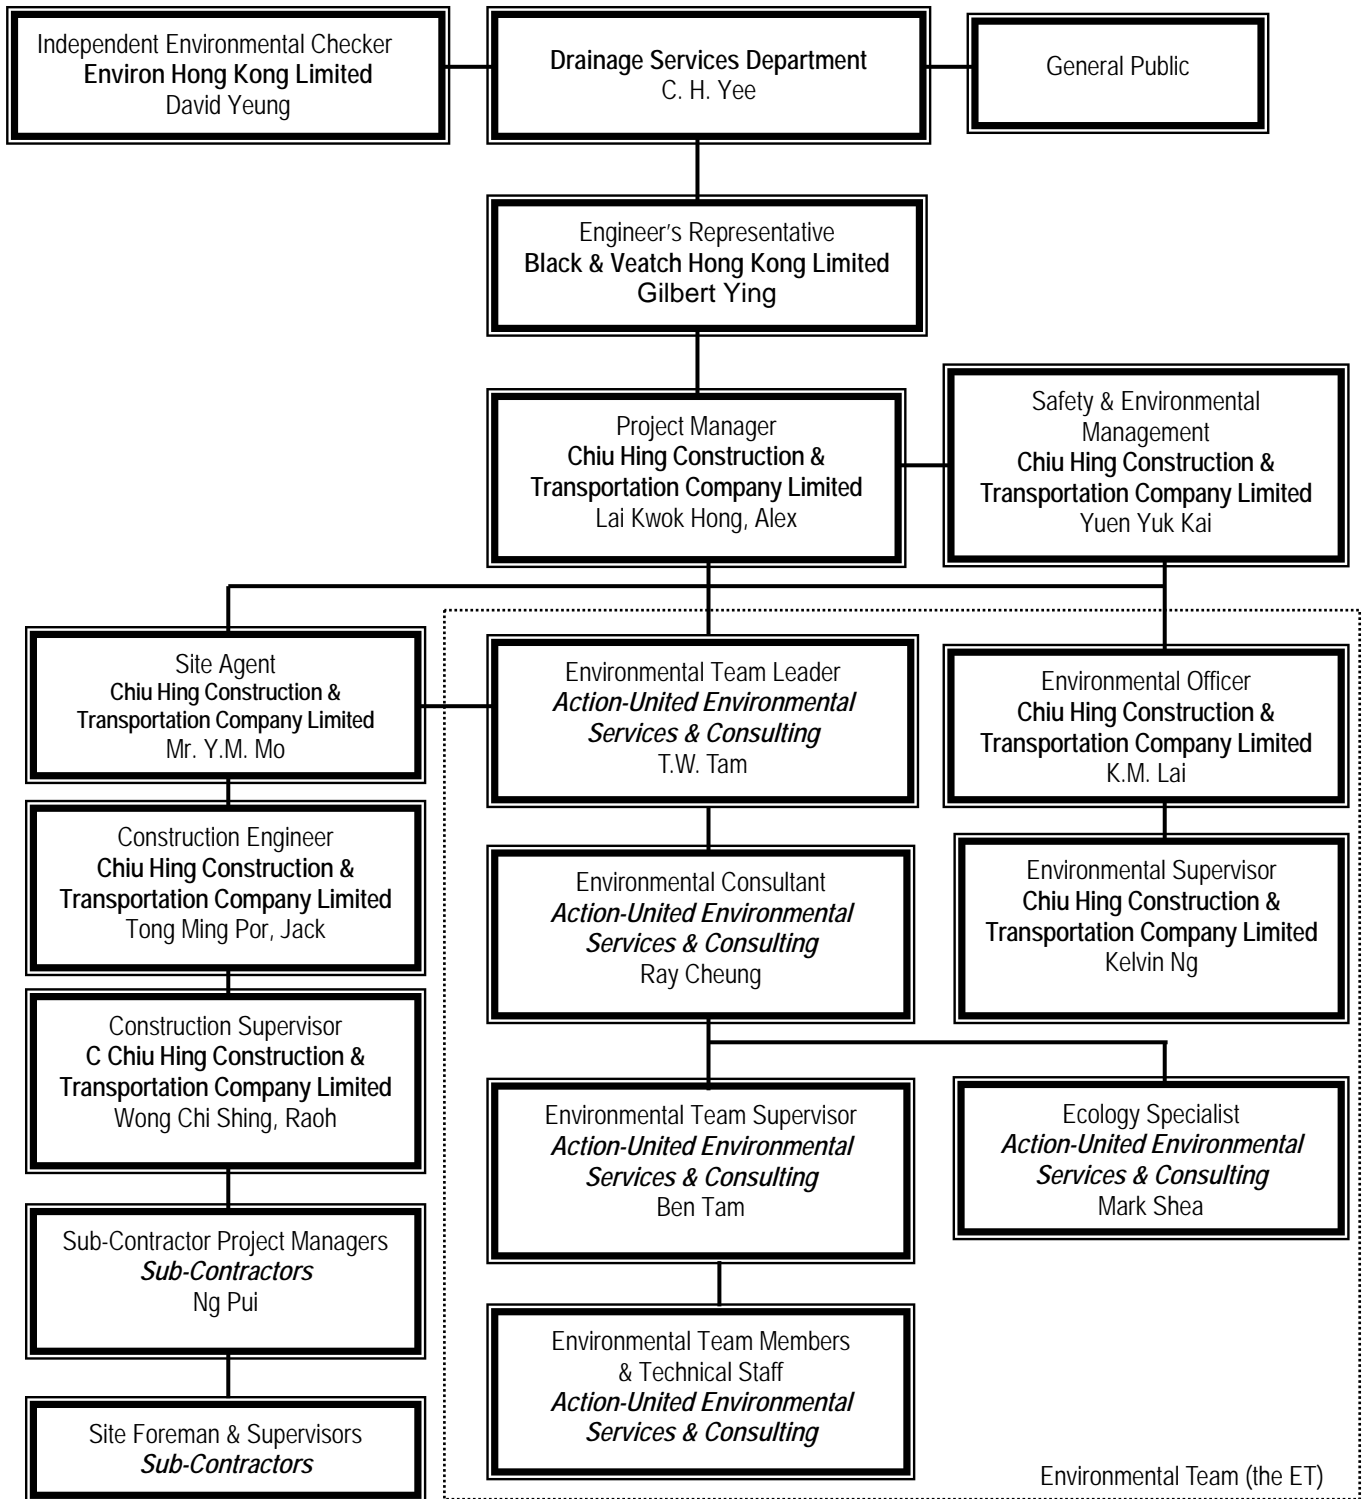 Independent Environmental Checker
Environ Hong Kong Limited
David Yeung
Drainage Services Department
C. H. Yee
General Public
Engineer's Representative
Black & Veatch Hong Kong Limited
Gilbert Ying
Project Manager
Chiu Hing Construction &
Transportation Company Limited
Lai Kwok Hong, Alex
Safety & Environmental
Management
Chiu Hing Construction &
Transportation Company Limited
Yuen Yuk Kai
Site Agent
Chiu Hing Construction &
Transportation Company Limited
Mr. Y.M. Mo
Environmental Team Leader
Action-United Environmental
Services & Consulting
T.W. Tam
Environmental Officer
Chiu Hing Construction &
Transportation Company Limited
K.M. Lai
Construction Engineer
Chiu Hing Construction &
Transportation Company Limited
Tong Ming Por, Jack
Environmental Consultant
Action-United Environmental
Services & Consulting
Ray Cheung
Environmental Supervisor
Chiu Hing Construction &
Transportation Company Limited
Kelvin Ng
Construction Supervisor
C Chiu Hing Construction &
Transportation Company Limited
Wong Chi Shing, Raoh
Environmental Team Supervisor
Action-United Environmental
Services & Consulting
Ben Tam
Ecology Specialist
Action-United Environmental
Services & Consulting
Mark Shea
Sub-Contractor Project Managers
Sub-Contractors
Ng Pui
Environmental Team Members
& Technical Staff
Action-United Environmental
Services & Consulting
Site Foreman & Supervisors
Sub-Contractors
Environmental Team (the ET)